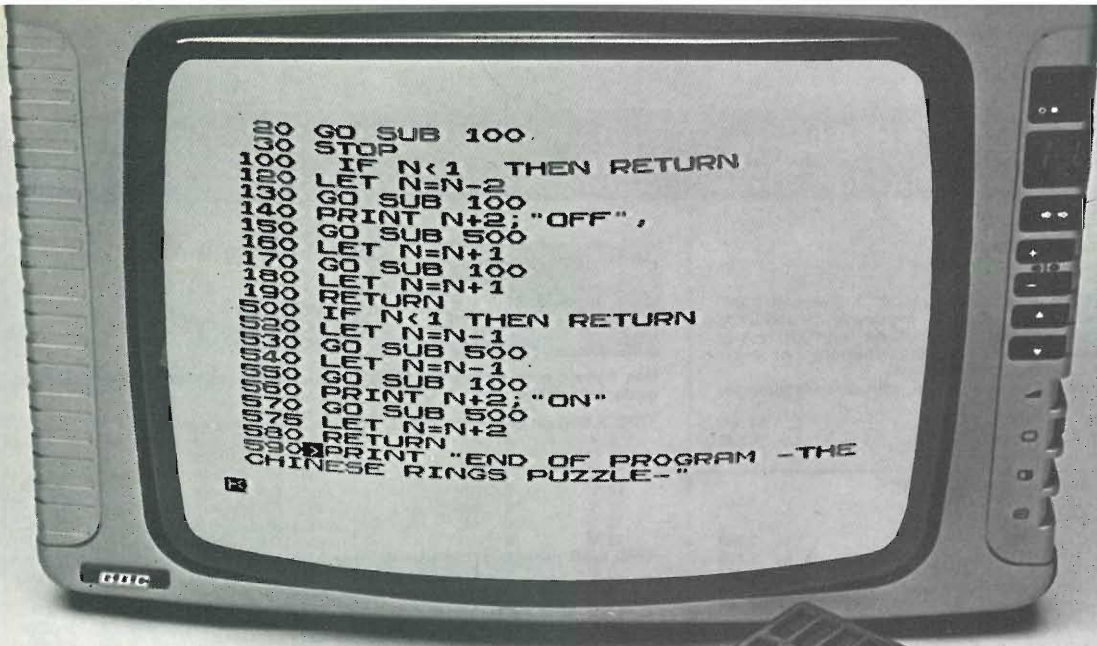 20 GO SUB 100
30 STOP
100 IF N<1 THEN RETURN
120 LET N=N-2
130 GO SUB 100
140 PRINT N+2;"OFF",
150 GO SUB 500
160 LET N=N+1
170 GO SUB 100
180 LET N=N+1
190 RETURN
500 IF N<1 THEN RETURN
520 LET N=N-1
530 GO SUB 500
540 LET N=N-1
550 GO SUB 100
560 PRINT N+2;"ON"
570 GO SUB 500
575 LET N=N+2
580 RETURN
590>PRINT "END OF PROGRAM -THE
CHINESE RINGS PUZZLE-"
K